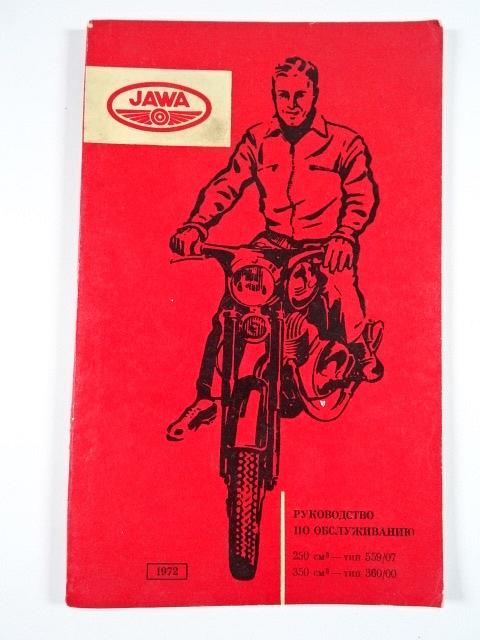 JAWA
РУКОВОДСТВО
ПО ОБСЛУЖИВАНИЮ
250 см³ — тип 559/07
350 см³ — тип 360/00
1972